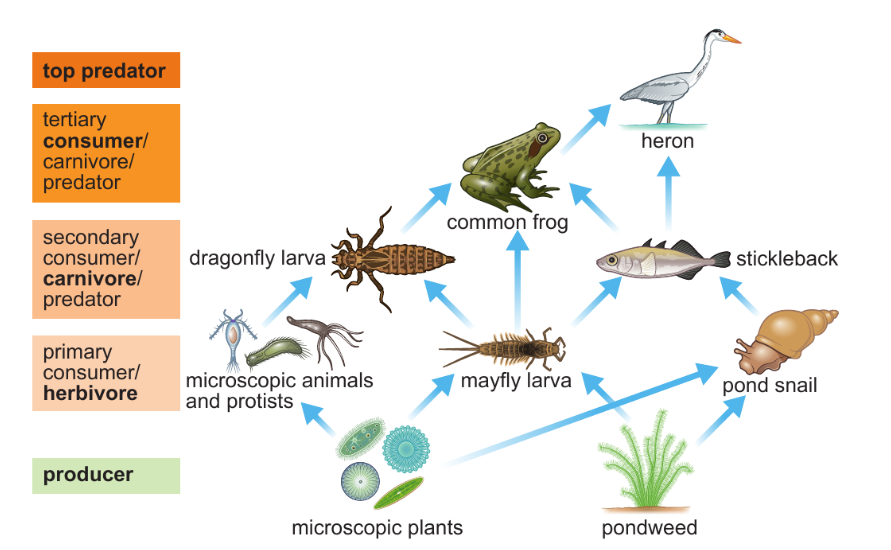 top predator
tertiary
consumer/
carnivore/
predator
secondary
consumer/
carnivore/
predator
primary
consumer/
herbivore
producer
heron
common frog
dragonfly larva
stickleback
microscopic animals
and protists
mayfly larva
pond snail
microscopic plants
pondweed